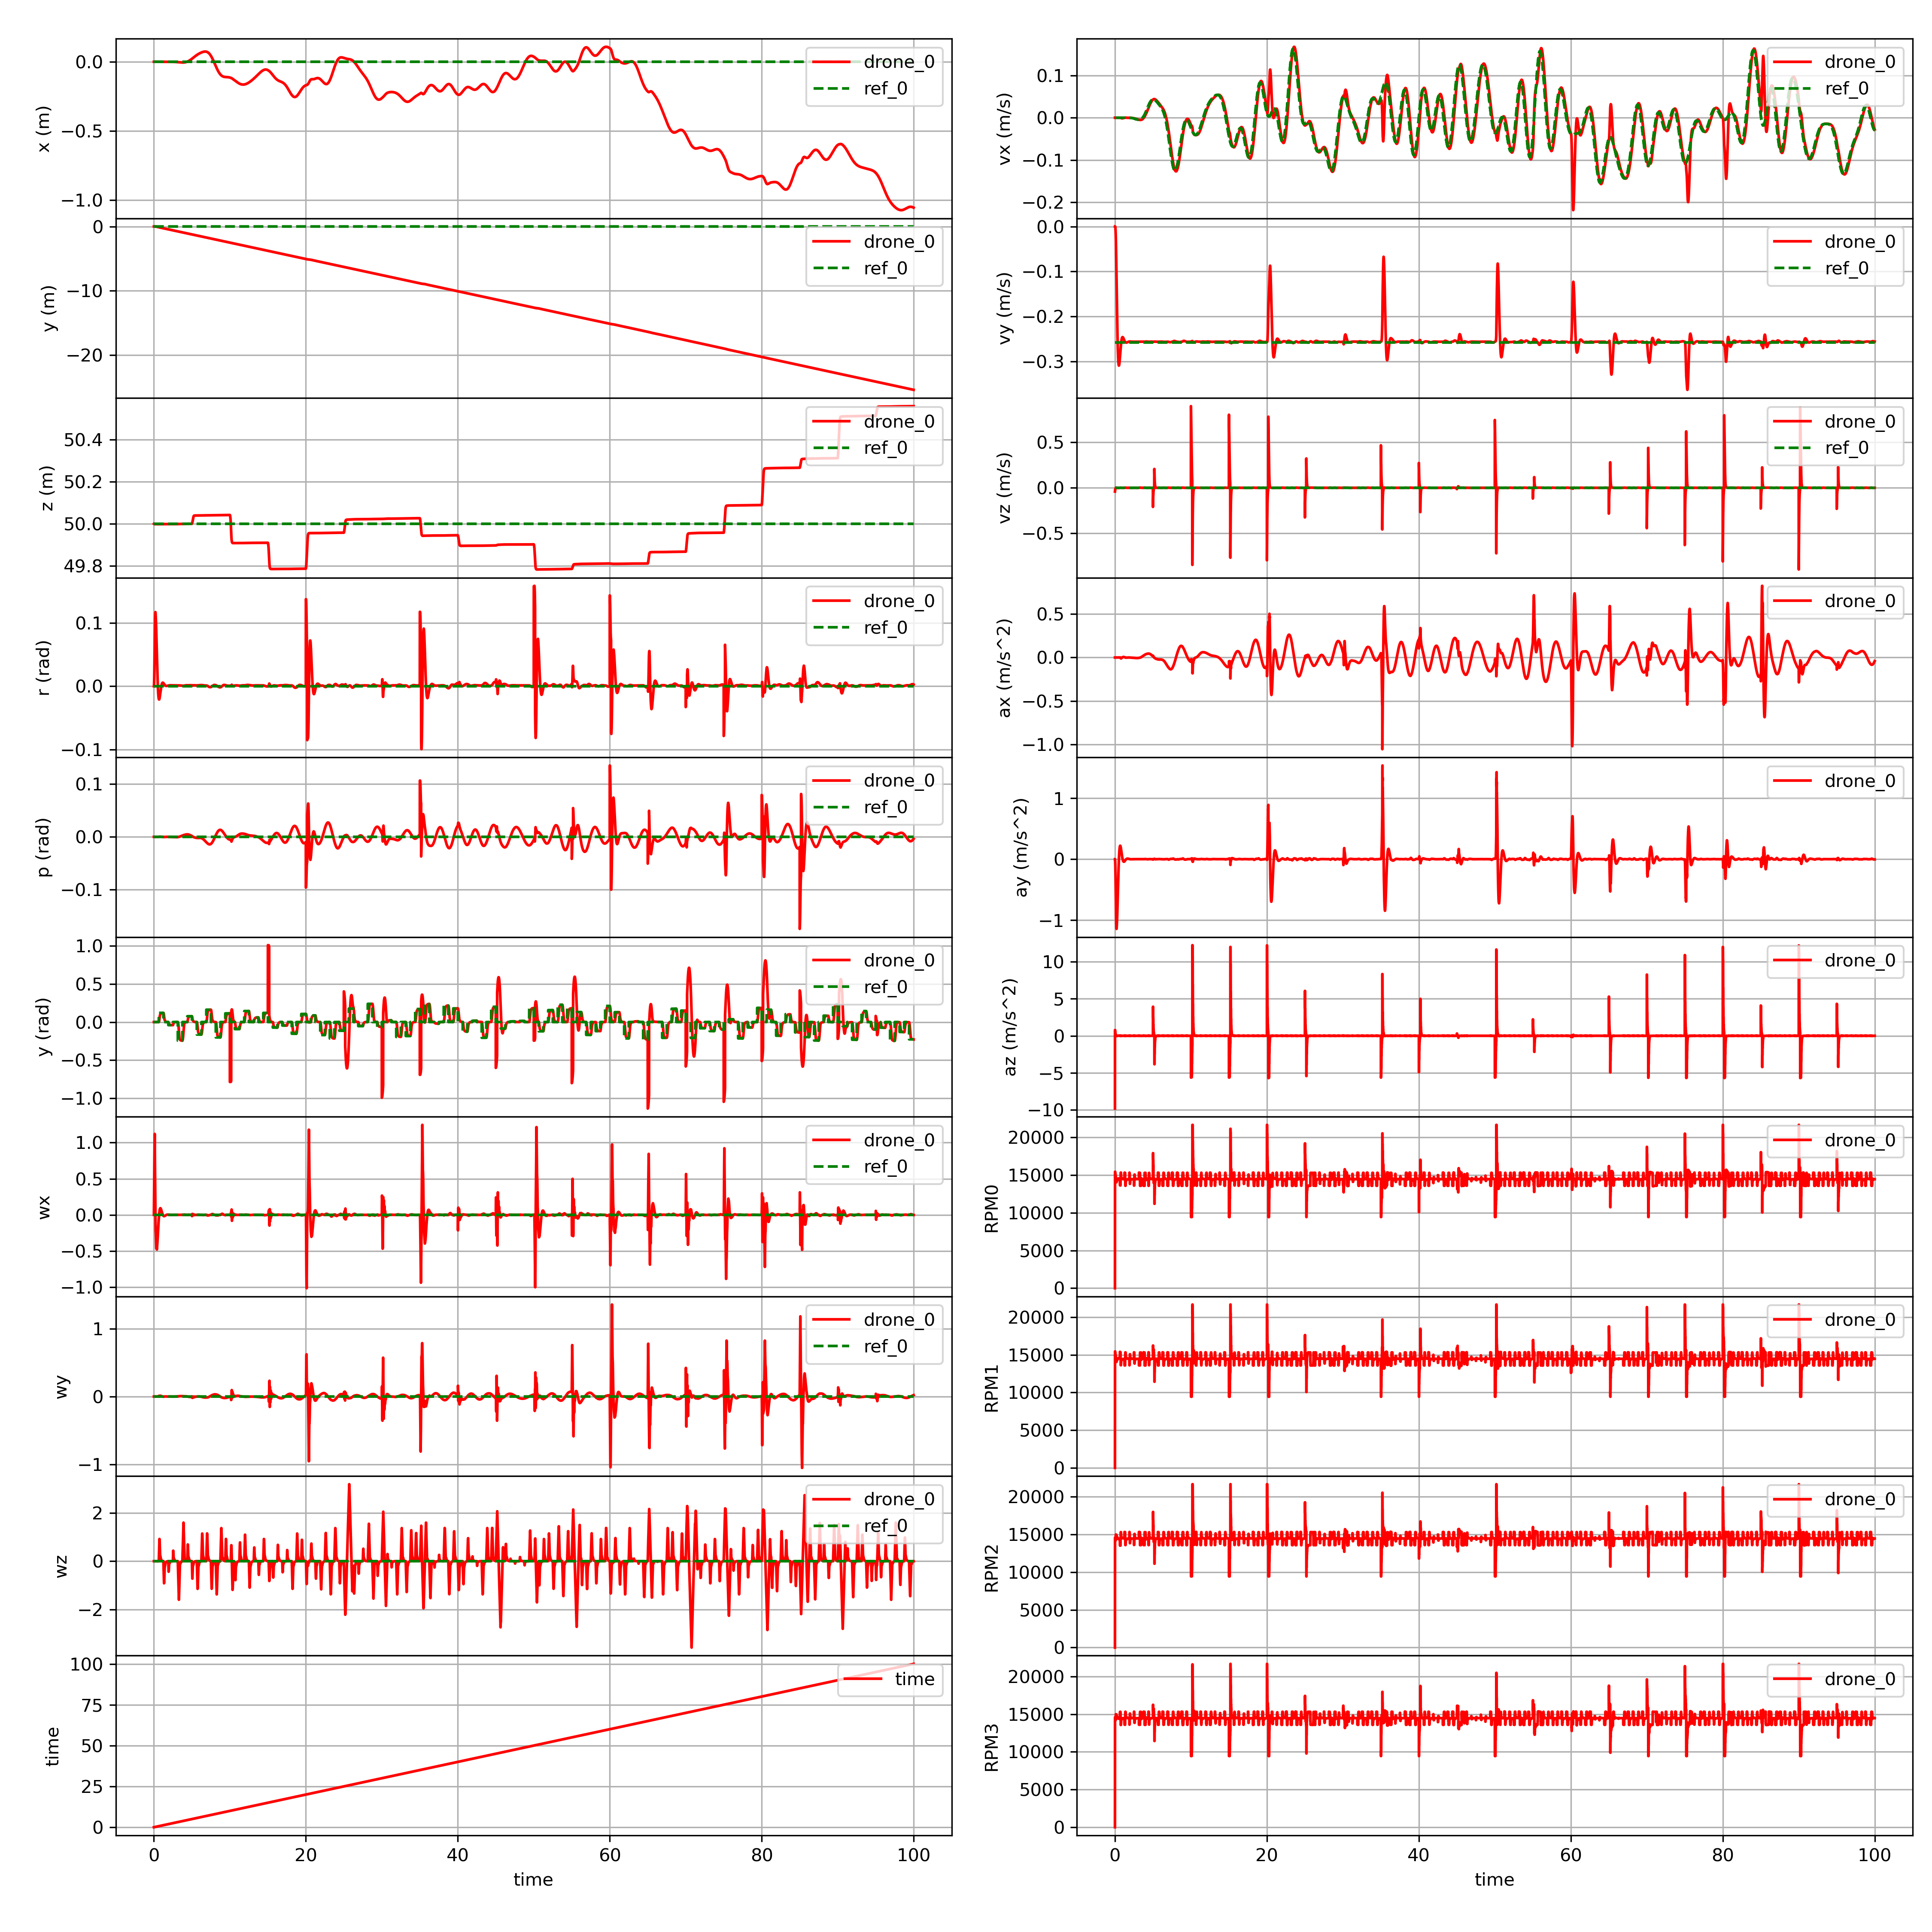 0.0
−0.5
−1.0
x (m)
drone_0
ref_0
0
−10
−20
y (m)
drone_0
ref_0
50.4
50.2
50.0
49.8
z (m)
drone_0
ref_0
0.1
0.0
−0.1
r (rad)
drone_0
ref_0
0.1
0.0
−0.1
p (rad)
drone_0
ref_0
1.0
0.5
0.0
−0.5
−1.0
y (rad)
drone_0
ref_0
1.0
0.5
0.0
−0.5
−1.0
wx
drone_0
ref_0
1
0
−1
wy
drone_0
ref_0
2
0
−2
wz
drone_0
ref_0
100
75
50
25
0
time
time
0 20 40 60 80 100
time
0.1
0.0
−0.1
−0.2
vx (m/s)
drone_0
ref_0
0.0
−0.1
−0.2
−0.3
vy (m/s)
drone_0
ref_0
0.5
0.0
−0.5
vz (m/s)
drone_0
ref_0
0.5
0.0
−0.5
−1.0
ax (m/s^2)
drone_0
1
0
−1
ay (m/s^2)
drone_0
10
5
0
−5
−10
az (m/s^2)
drone_0
20000
15000
10000
5000
0
RPM0
drone_0
20000
15000
10000
5000
0
RPM1
drone_0
20000
15000
10000
5000
0
RPM2
drone_0
20000
15000
10000
5000
0
RPM3
drone_0
0 20 40 60 80 100
time